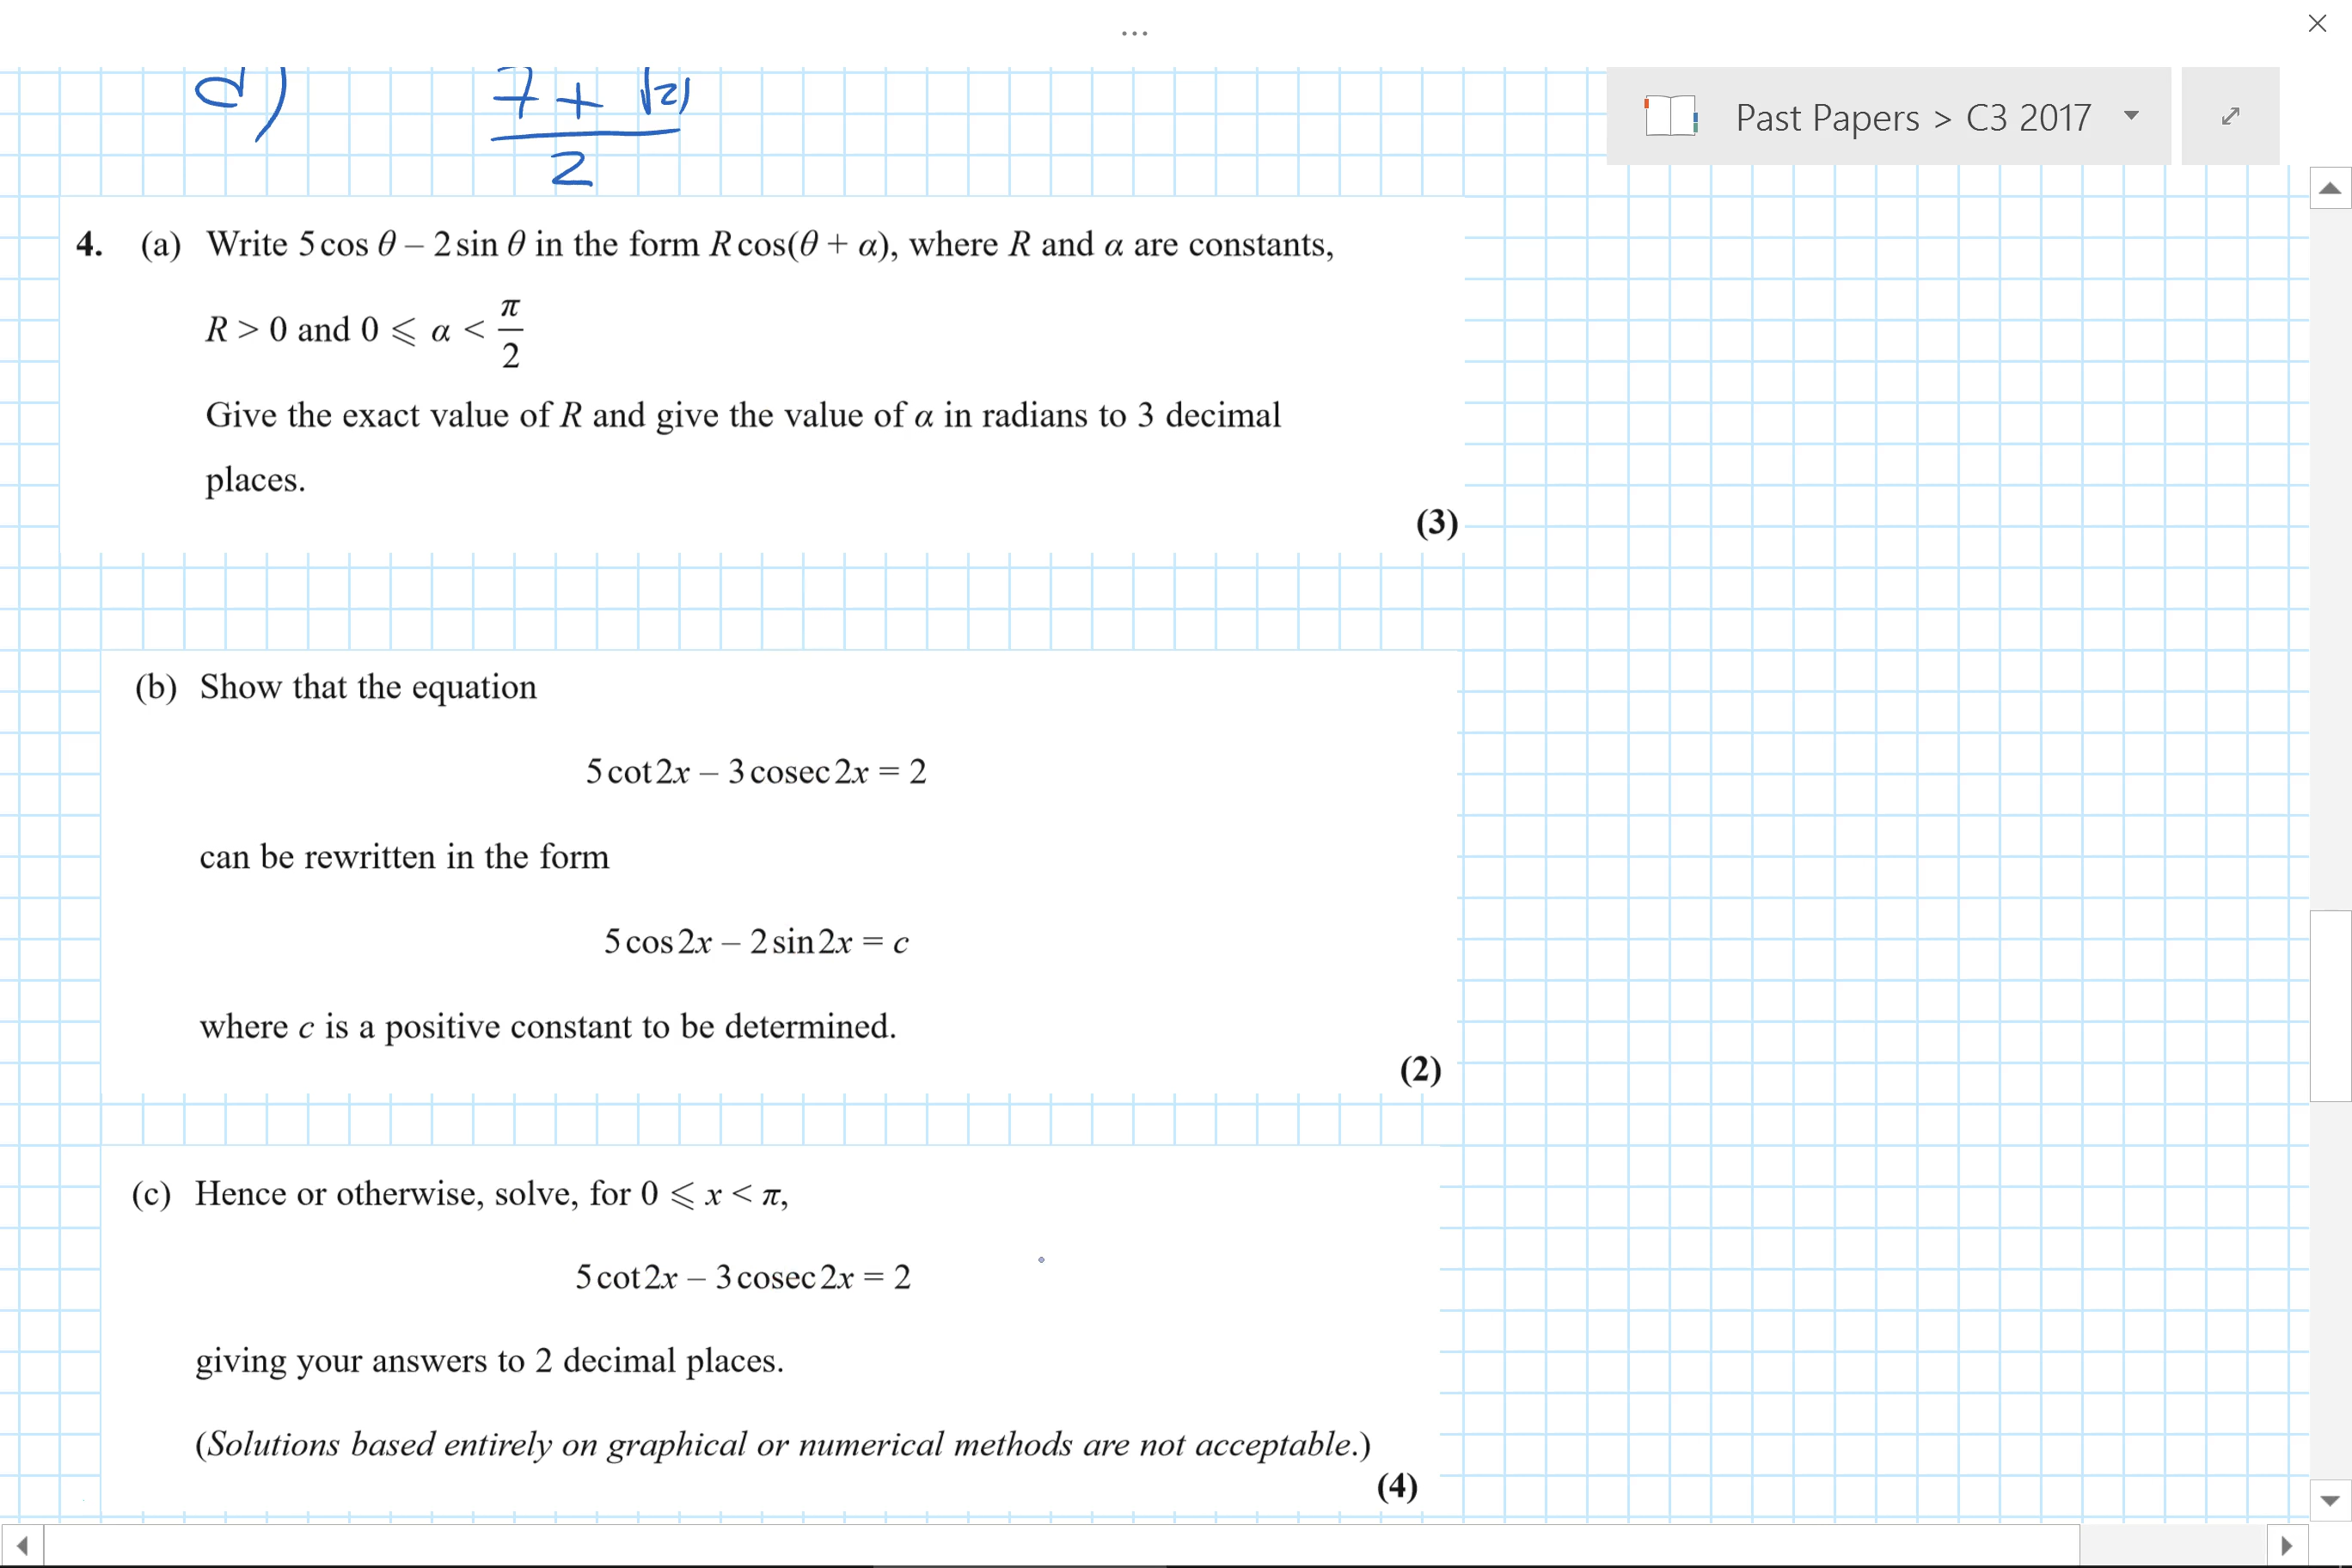 ...
Past Papers > C3 2017
7 + √21
2
4. (a) Write 5 cos θ – 2 sin θ in the form R cos(θ + α), where R and α are constants,
R > 0 and 0 ⩽ α < π/2
Give the exact value of R and give the value of α in radians to 3 decimal
places.
(3)
(b) Show that the equation
5 cot 2x – 3 cosec 2x = 2
can be rewritten in the form
5 cos 2x – 2 sin 2x = c
where c is a positive constant to be determined.
(2)
(c) Hence or otherwise, solve, for 0 ⩽ x < π,
5 cot 2x – 3 cosec 2x = 2
giving your answers to 2 decimal places.
(Solutions based entirely on graphical or numerical methods are not acceptable.)
(4)